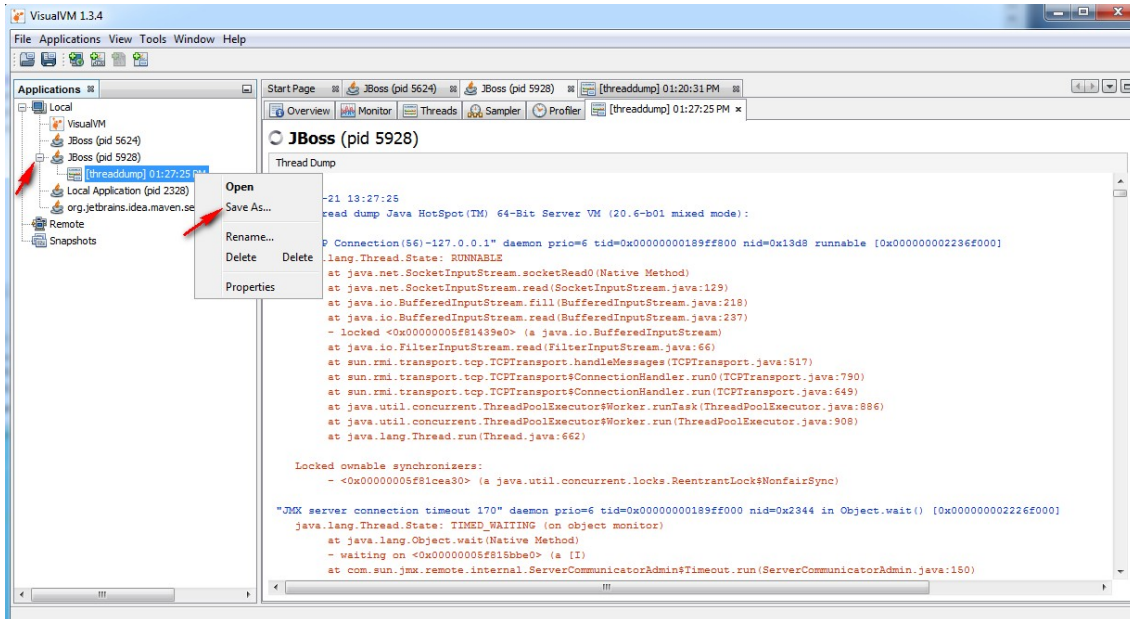 VisualVM 1.3.4
File Applications View Tools Window Help
Applications
Local
VisualVM
JBoss (pid 5624)
JBoss (pid 5928)
[threaddump] 01:27:25 PM
Local Application (pid 2328)
org.jetbrains.idea.maven.se
Remote
Snapshots
Open
Save As...
Rename...
Delete Delete
Properties
Start Page JBoss (pid 5624) JBoss (pid 5928) [threaddump] 01:20:31 PM
Overview Monitor Threads Sampler Profiler [threaddump] 01:27:25 PM
JBoss (pid 5928)
Thread Dump
-21 13:27:25
read dump Java HotSpot(TM) 64-Bit Server VM (20.6-b01 mixed mode):
P Connection(56)-127.0.0.1" daemon prio=6 tid=0x00000000189ff800 nid=0x13d8 runnable [0x000000002236f000]
.lang.Thread.State: RUNNABLE
at java.net.SocketInputStream.socketRead0(Native Method)
at java.net.SocketInputStream.read(SocketInputStream.java:129)
at java.io.BufferedInputStream.fill(BufferedInputStream.java:218)
at java.io.BufferedInputStream.read(BufferedInputStream.java:237)
- locked <0x00000005f81439e0> (a java.io.BufferedInputStream)
at java.io.FilterInputStream.read(FilterInputStream.java:66)
at sun.rmi.transport.tcp.TCPTransport.handleMessages(TCPTransport.java:517)
at sun.rmi.transport.tcp.TCPTransport$ConnectionHandler.run0(TCPTransport.java:790)
at sun.rmi.transport.tcp.TCPTransport$ConnectionHandler.run(TCPTransport.java:649)
at java.util.concurrent.ThreadPoolExecutor$Worker.runTask(ThreadPoolExecutor.java:886)
at java.util.concurrent.ThreadPoolExecutor$Worker.run(ThreadPoolExecutor.java:908)
at java.lang.Thread.run(Thread.java:662)
Locked ownable synchronizers:
- <0x00000005f81cea30> (a java.util.concurrent.locks.ReentrantLock$NonfairSync)
"JMX server connection timeout 170" daemon prio=6 tid=0x00000000189ff000 nid=0x2344 in Object.wait() [0x000000002226f000]
java.lang.Thread.State: TIMED_WAITING (on object monitor)
at java.lang.Object.wait(Native Method)
- waiting on <0x00000005f815bbe0> (a [I)
at com.sun.jmx.remote.internal.ServerCommunicatorAdmin$Timeout.run(ServerCommunicatorAdmin.java:150)